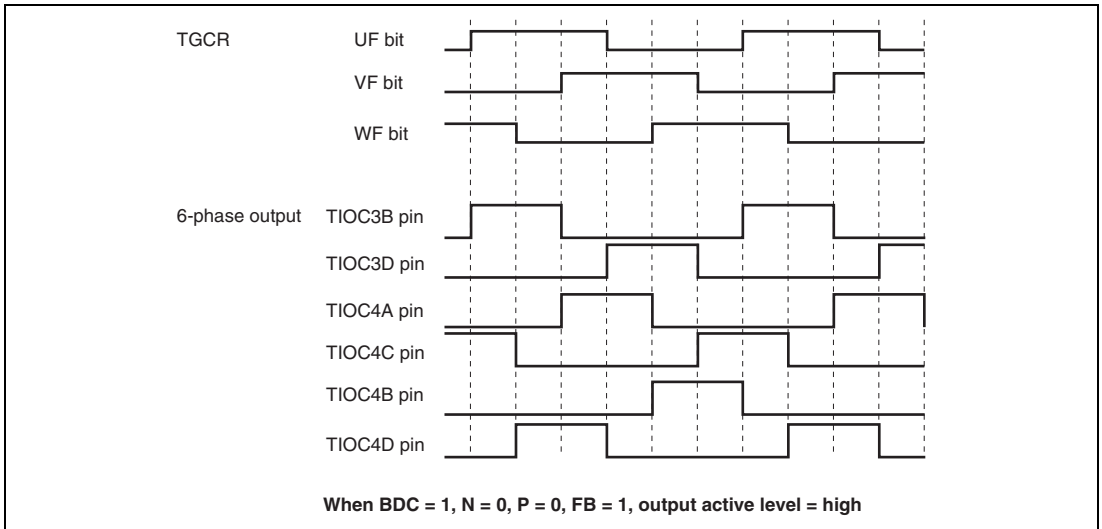 TGCR UF bit
VF bit
WF bit
6-phase output TIOC3B pin
TIOC3D pin
TIOC4A pin
TIOC4C pin
TIOC4B pin
TIOC4D pin
When BDC = 1, N = 0, P = 0, FB = 1, output active level = high